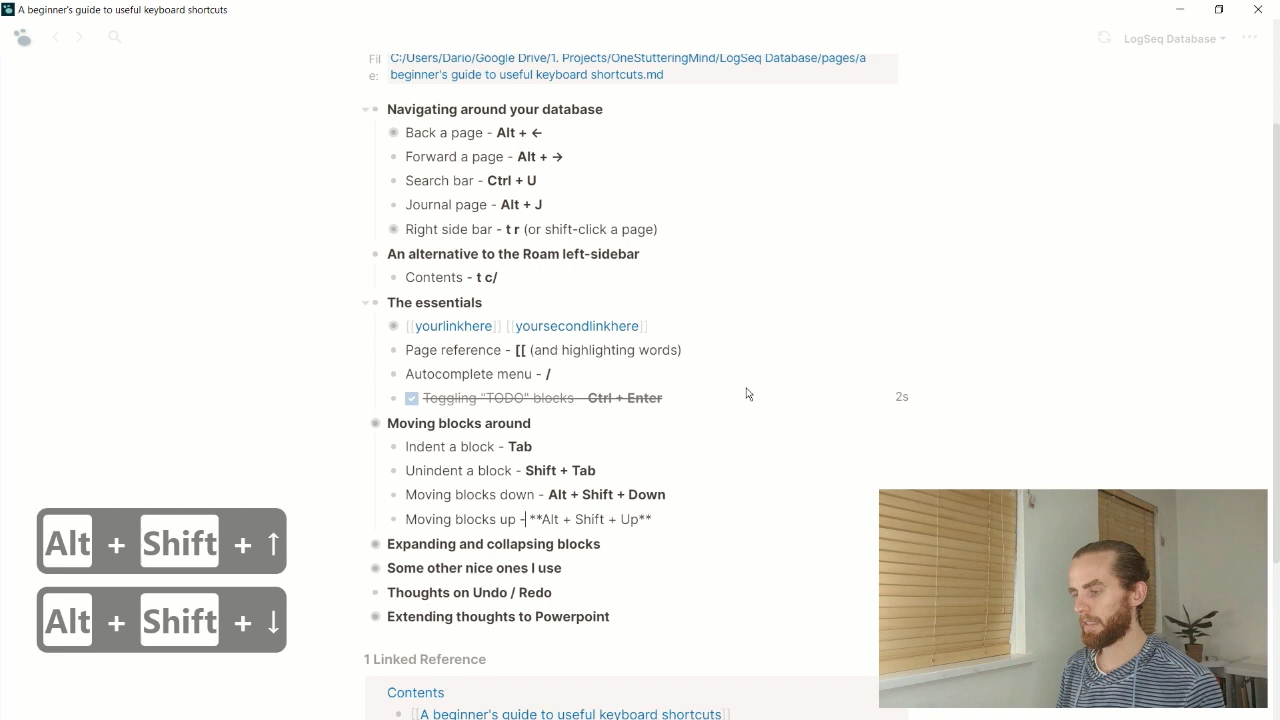 A beginner's guide to useful keyboard shortcuts
LogSeq Database
Fil
e:
C:/Users/Dario/Google Drive/1. Projects/OneStutteringMind/LogSeq Database/pages/a
beginner's guide to useful keyboard shortcuts.md
Navigating around your database
Back a page - Alt + ←
Forward a page - Alt + →
Search bar - Ctrl + U
Journal page - Alt + J
Right side bar - t r (or shift-click a page)
An alternative to the Roam left-sidebar
Contents - t c/
The essentials
[[yourlinkhere]] [[yoursecondlinkhere]]
Page reference - [[ (and highlighting words)
Autocomplete menu - /
Toggling "TODO" blocks - Ctrl + Enter
2s
Moving blocks around
Indent a block - Tab
Unindent a block - Shift + Tab
Moving blocks down - Alt + Shift + Down
Moving blocks up - **Alt + Shift + Up**
Expanding and collapsing blocks
Some other nice ones I use
Thoughts on Undo / Redo
Extending thoughts to Powerpoint
1 Linked Reference
Contents
[[A beginner's guide to useful keyboard shortcuts]]
Alt + Shift + ↑
Alt + Shift + ↓